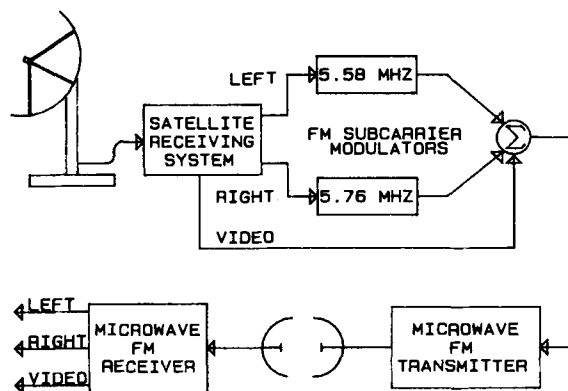 LEFT
5.58 MHZ
SATELLITE
RECEIVING
SYSTEM
FM SUBCARRIER
MODULATORS
Σ
RIGHT
5.76 MHZ
VIDEO
LEFT
RIGHT
VIDEO
MICROWAVE
FM
RECEIVER
MICROWAVE
FM
TRANSMITTER